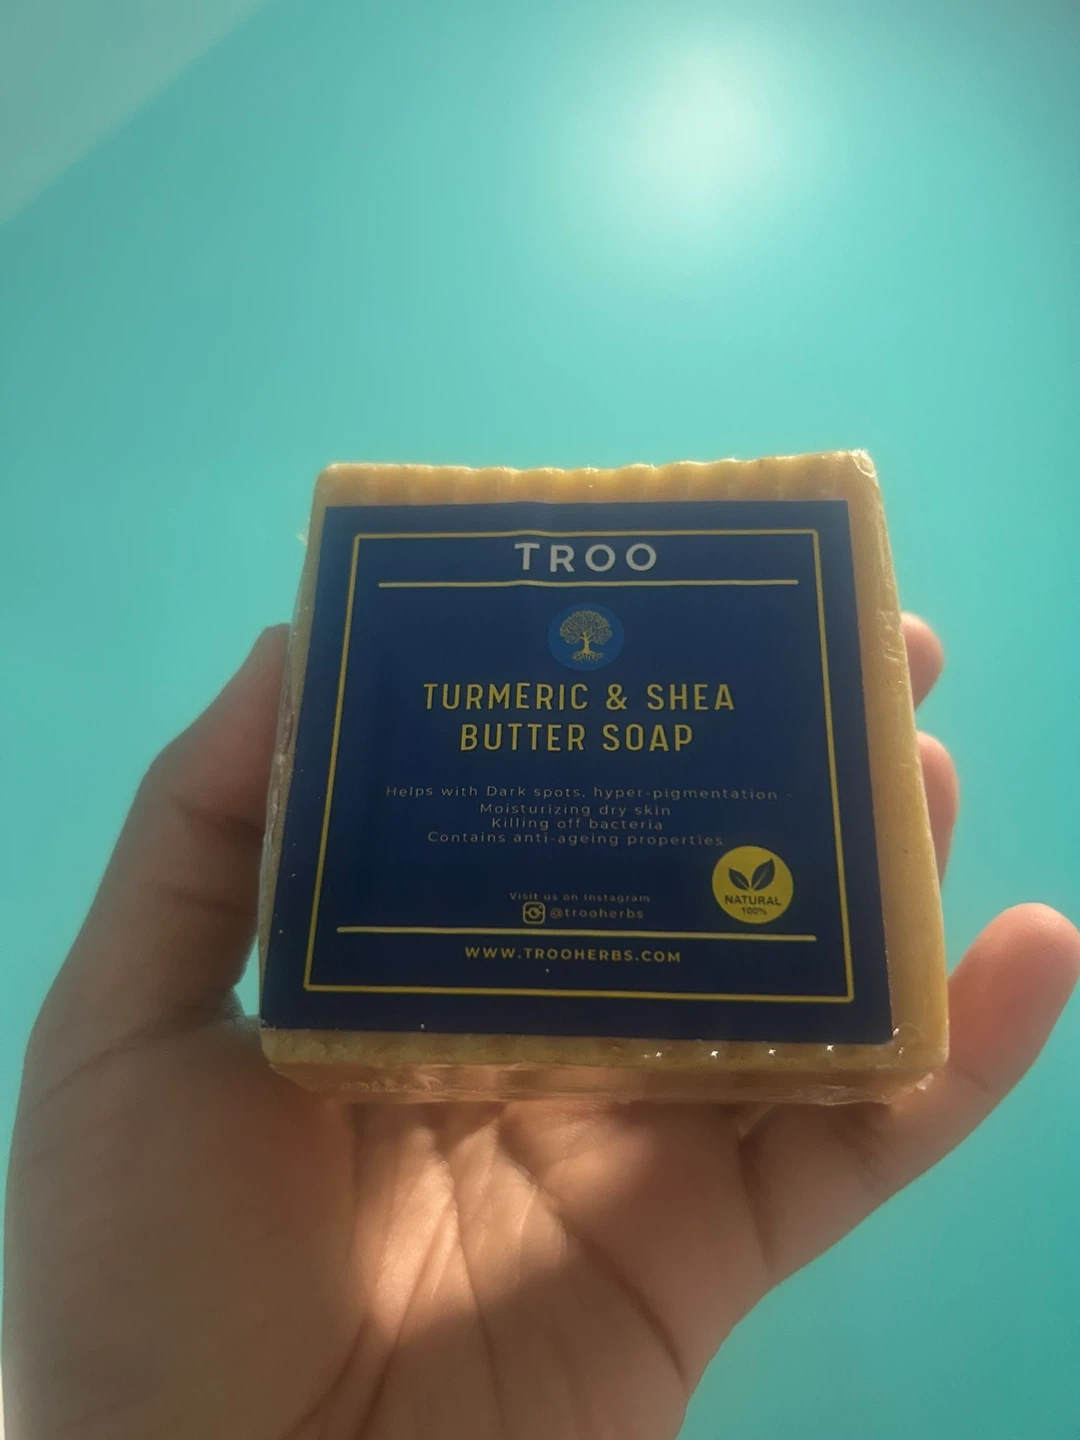 TROO
TURMERIC & SHEA
BUTTER SOAP
Helps with Dark spots, hyper-pigmentation -
Moisturizing dry skin
Killing off bacteria
Contains anti-ageing properties
NATURAL
100%
Visit us on Instagram
@trooherbs
WWW.TROOHERBS.COM